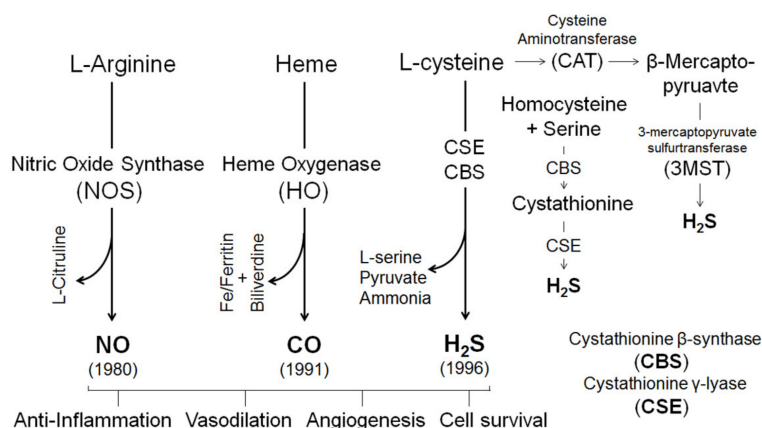 Cysteine
Aminotransferase
L-Arginine
Heme
L-cysteine
(CAT)
β-Mercapto-
pyruavte
Homocysteine
+ Serine
3-mercaptopyruvate
sulfurtransferase
(3MST)
CSE
CBS
Nitric Oxide Synthase
(NOS)
Heme Oxygenase
(HO)
CBS
Cystathionine
H₂S
CSE
H₂S
L-Citruline
Fe/Ferritin
+
Biliverdine
L-serine
Pyruvate
Ammonia
NO
(1980)
CO
(1991)
H₂S
(1996)
Cystathionine β-synthase
(CBS)
Cystathionine γ-lyase
(CSE)
Anti-Inflammation
Vasodilation
Angiogenesis
Cell survival